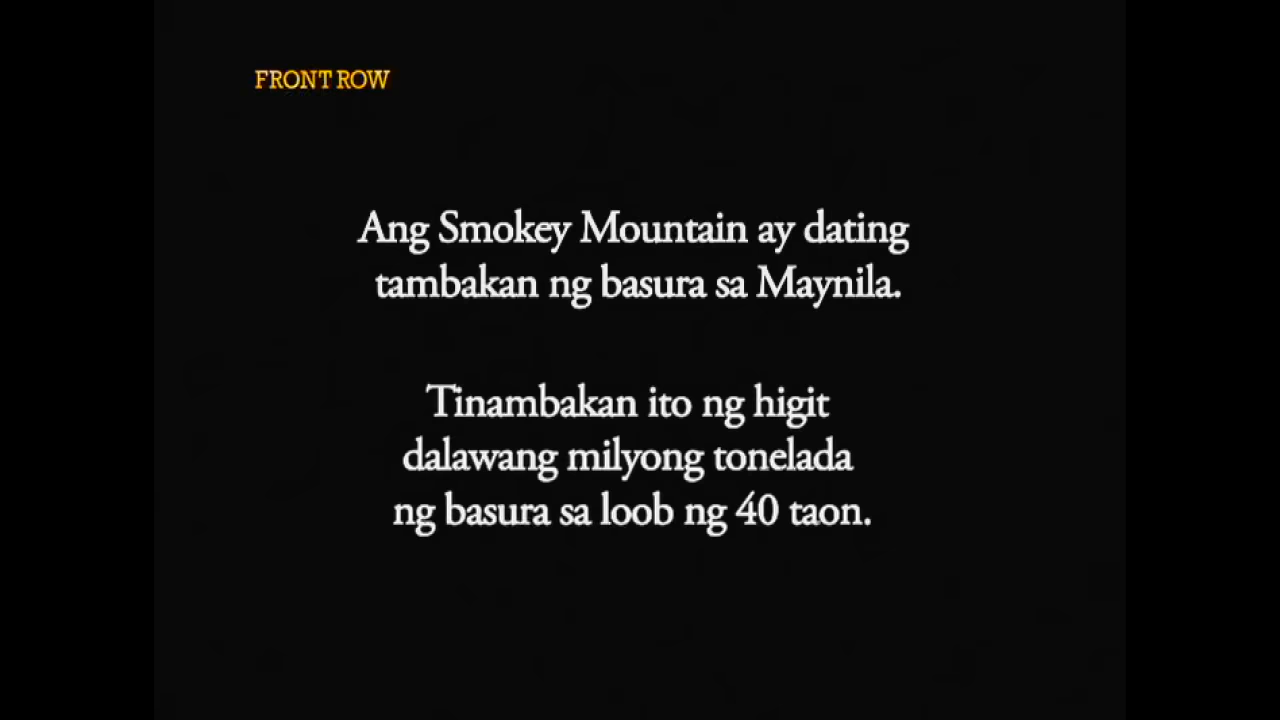 FRONT ROW
Ang Smokey Mountain ay dating
tambakan ng basura sa Maynila.
Tinambakan ito ng higit
dalawang milyong tonelada
ng basura sa loob ng 40 taon.